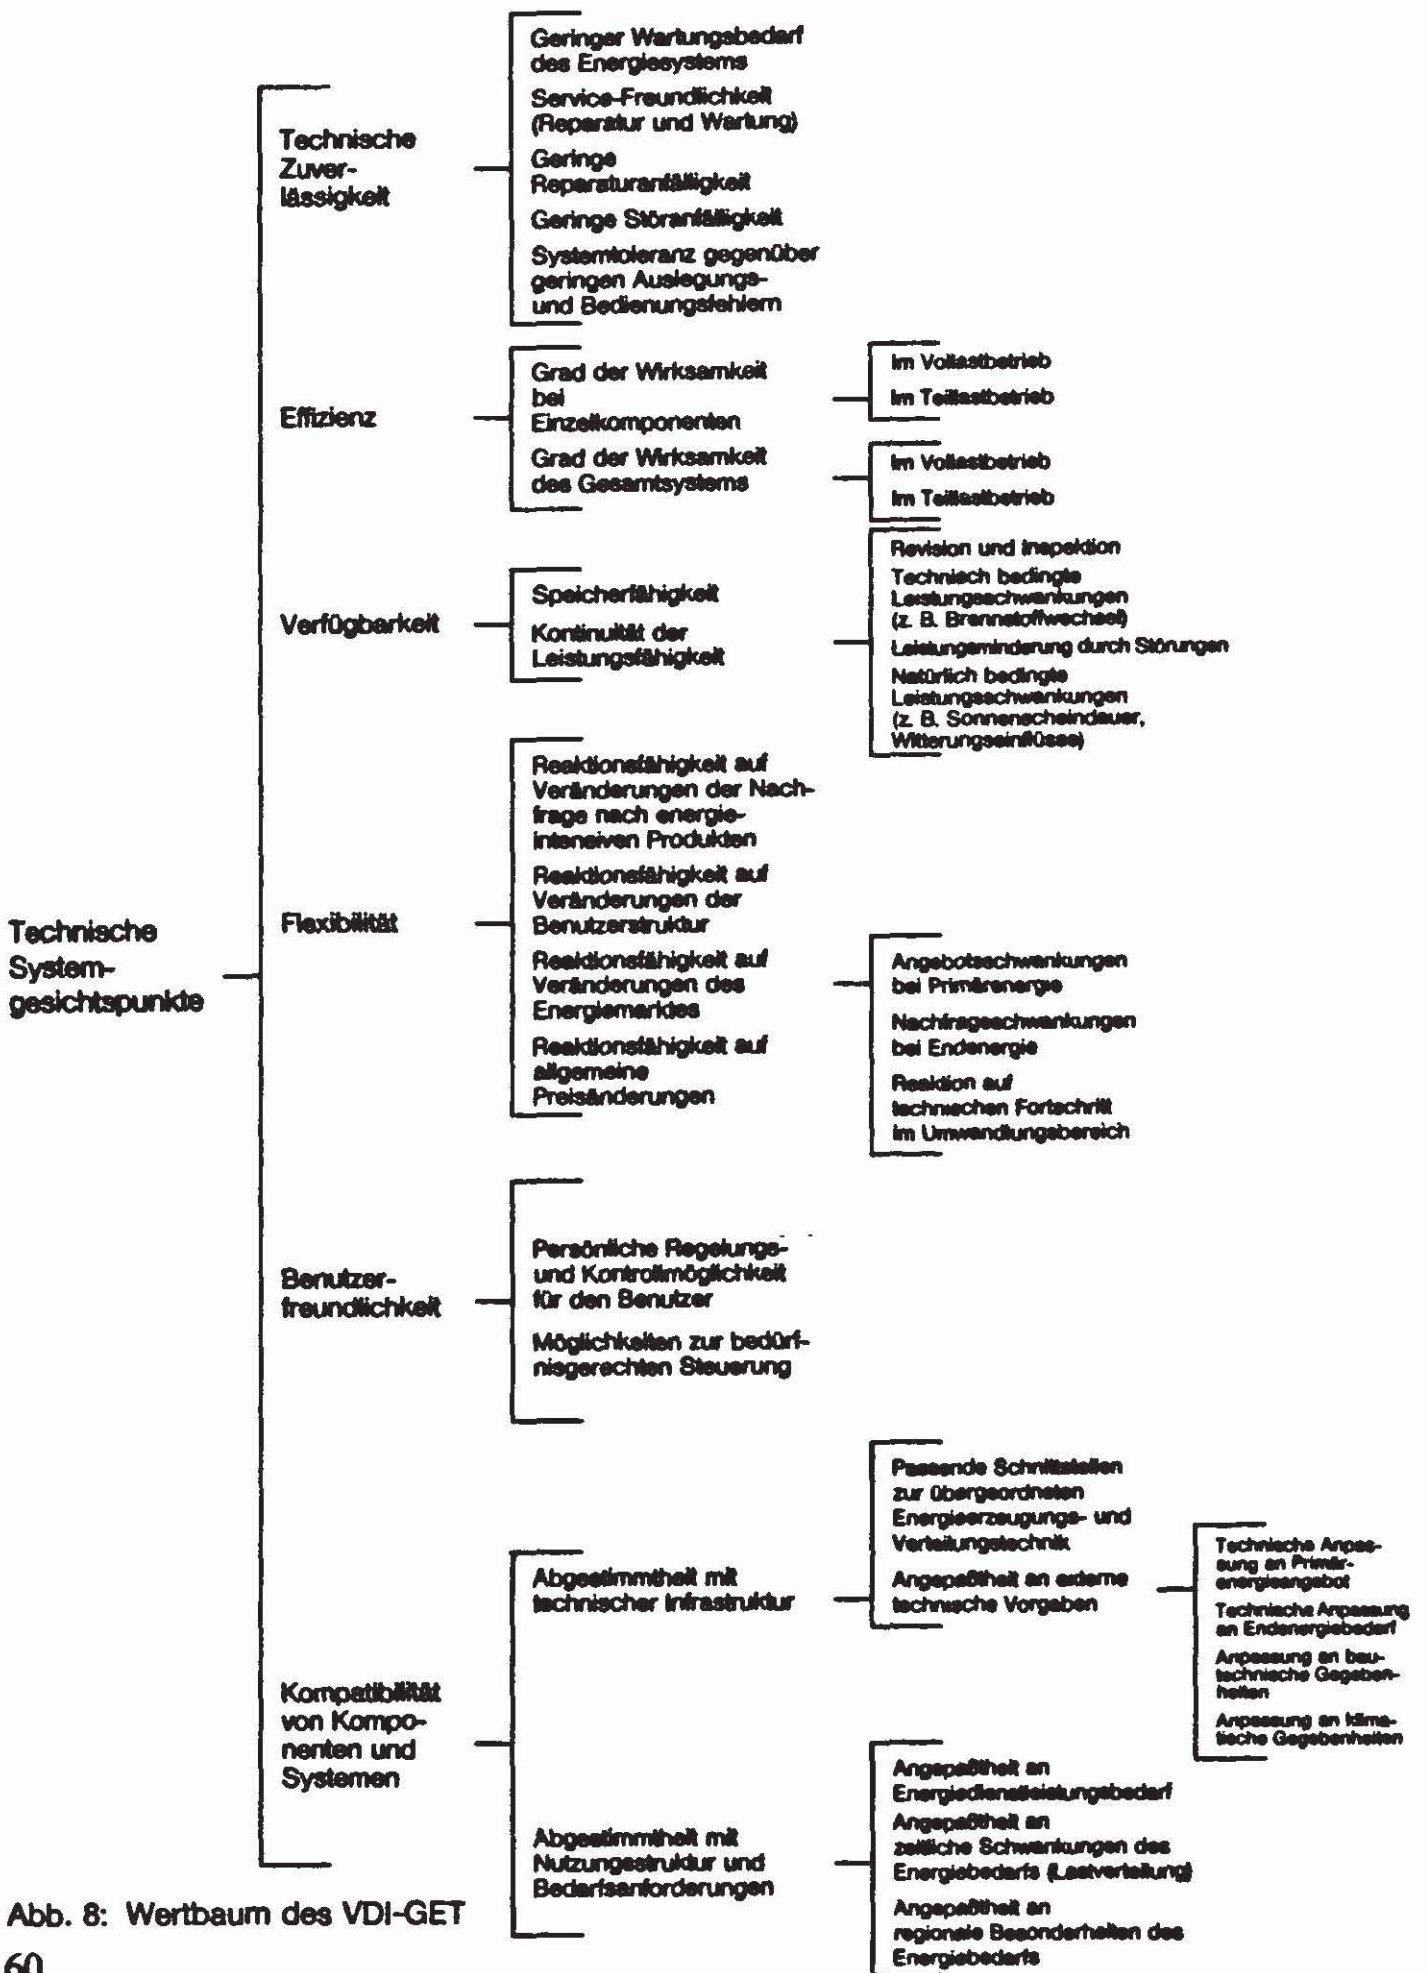 Technische
System-
gesichtspunkte
Technische
Zuver-
lässigkeit
Geringer Wartungsbedarf
des Energiesystems
Service-Freundlichkeit
(Reparatur und Wartung)
Geringe
Reparaturanfälligkeit
Geringe Störanfälligkeit
Systemtoleranz gegenüber
geringen Auslegungs-
und Bedienungsfehlern
Effizienz
Grad der Wirksamkeit
bei
Einzelkomponenten
Im Vollastbetrieb
Im Teillastbetrieb
Grad der Wirksamkeit
des Gesamtsystems
Im Vollastbetrieb
Im Teillastbetrieb
Verfügbarkeit
Speicherfähigkeit
Kontinuität der
Leistungsfähigkeit
Revision und Inspektion
Technisch bedingte
Leistungsschwankungen
(z. B. Brennstoffwechsel)
Leistungsminderung durch Störungen
Natürlich bedingte
Leistungsschwankungen
(z. B. Sonnenscheindauer,
Witterungseinflüsse)
Flexibilität
Reaktionsfähigkeit auf
Veränderungen der Nach-
frage nach energie-
intensiven Produkten
Reaktionsfähigkeit auf
Veränderungen der
Benutzerstruktur
Reaktionsfähigkeit auf
Veränderungen des
Energiemarktes
Angebotsschwankungen
bei Primärenergie
Nachfrageschwankungen
bei Endenergie
Reaktion auf
technischen Fortschritt
im Umwandlungsbereich
Reaktionsfähigkeit auf
allgemeine
Preisänderungen
Benutzer-
freundlichkeit
Persönliche Regelungs-
und Kontrollmöglichkeit
für den Benutzer
Möglichkeiten zur bedürf-
nisgerechten Steuerung
Kompatibilität
von Kompo-
nenten und
Systemen
Abgestimmtheit mit
technischer Infrastruktur
Passende Schnittstellen
zur übergeordneten
Energieerzeugungs- und
Verteilungstechnik
Angepaßtheit an externe
technische Vorgaben
Technische Anpas-
sung an Primär-
energieangebot
Technische Anpassung
an Endenergiebedarf
Anpassung an bau-
technische Gegeben-
heiten
Anpassung an klima-
tische Gegebenheiten
Abgestimmtheit mit
Nutzungsstruktur und
Bedarfsanforderungen
Angepaßtheit an
Energiedienstleistungsbedarf
Angepaßtheit an
zeitliche Schwankungen des
Energiebedarfs (Lastverteilung)
Angepaßtheit an
regionale Besonderheiten des
Energiebedarfs
Abb. 8: Wertbaum des VDI-GET
60